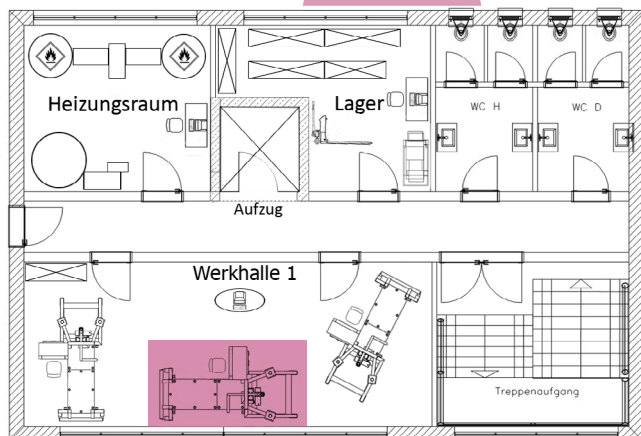 Heizungsraum
Lager
WC H
WC D
Aufzug
Werkhalle 1
Treppenaufgang